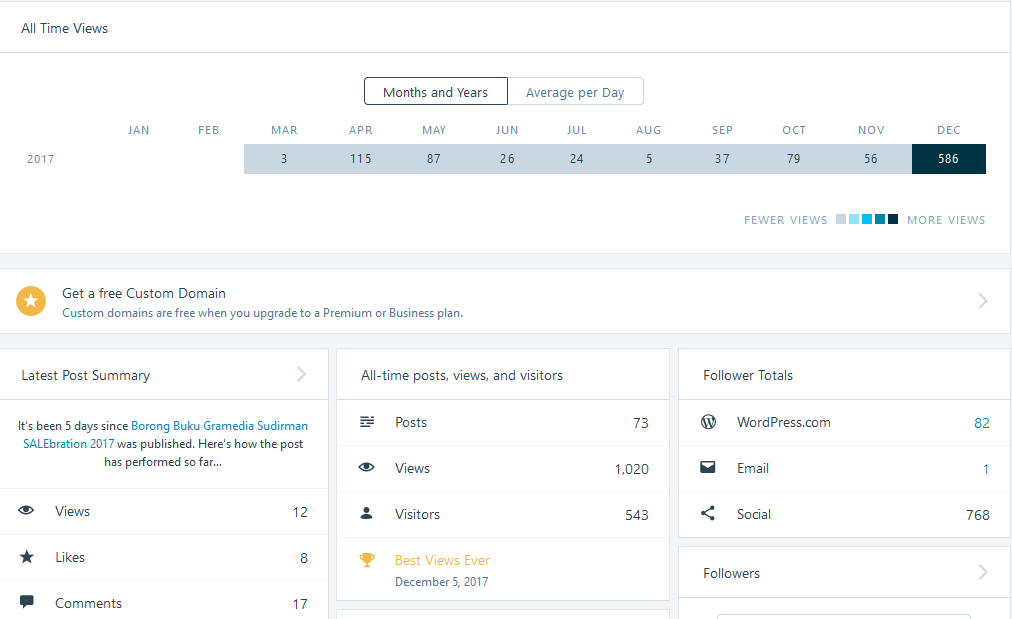 All Time Views
Months and Years Average per Day
JAN FEB MAR APR MAY JUN JUL AUG SEP OCT NOV DEC
2017 3 115 87 26 24 5 37 79 56 586
FEWER VIEWS MORE VIEWS
Get a free Custom Domain
Custom domains are free when you upgrade to a Premium or Business plan.
Latest Post Summary
It's been 5 days since Borong Buku Gramedia Sudirman
SALEbration 2017 was published. Here's how the post
has performed so far...
Views 12
Likes 8
Comments 17
All-time posts, views, and visitors
Posts 73
Views 1,020
Visitors 543
Best Views Ever
December 5, 2017
Follower Totals
WordPress.com 82
Email 1
Social 768
Followers